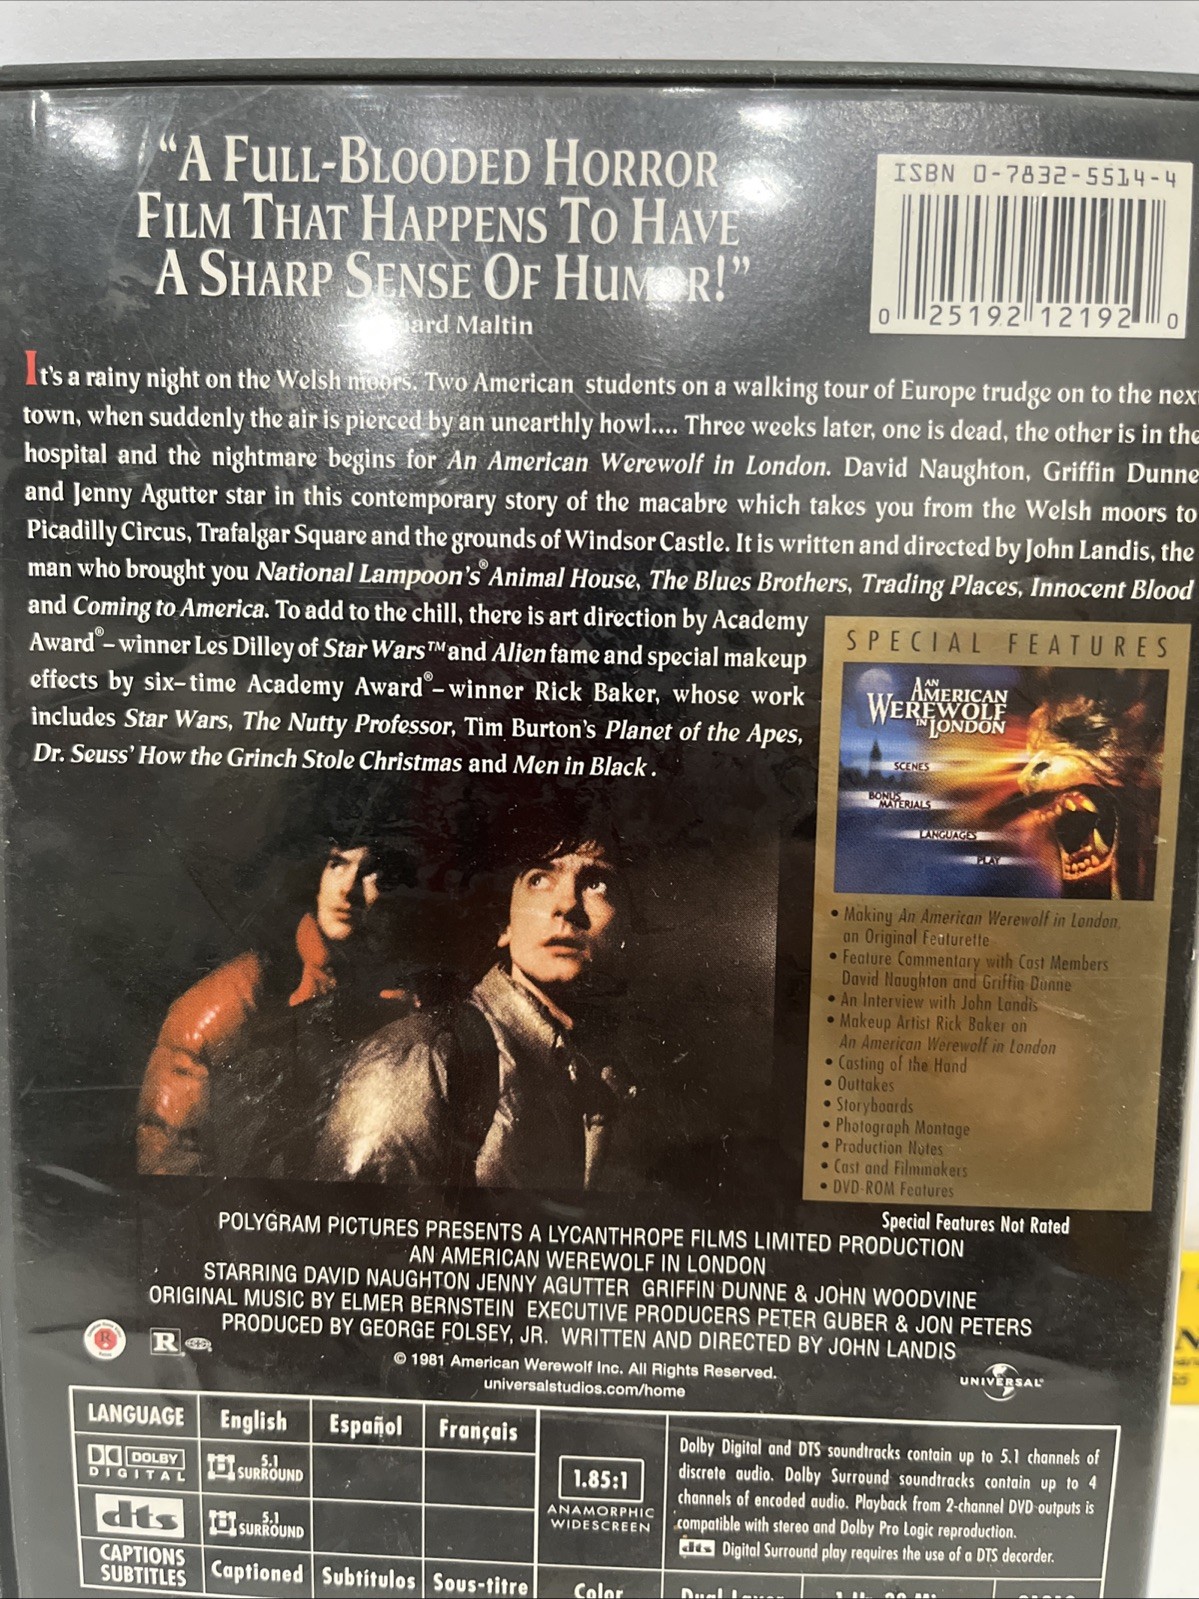 "A FULL-BLOODED HORROR
FILM THAT HAPPENS TO HAVE
A SHARP SENSE OF HUMOR!"
Maltin
ISBN 0-7832-5514-4
0 25192 12192 0
It's a rainy night on the Welsh moors. Two American students on a walking tour of Europe trudge on to the next
town, when suddenly the air is pierced by an unearthly howl.... Three weeks later, one is dead, the other is in the
hospital and the nightmare begins for An American Werewolf in London. David Naughton, Griffin Dunne
and Jenny Agutter star in this contemporary story of the macabre which takes you from the Welsh moors to
Picadilly Circus, Trafalgar Square and the grounds of Windsor Castle. It is written and directed by John Landis, the
man who brought you National Lampoon's® Animal House, The Blues Brothers, Trading Places, Innocent Blood
and Coming to America. To add to the chill, there is art direction by Academy
Award®-winner Les Dilley of Star Wars™ and Alien fame and special makeup
effects by six-time Academy Award®-winner Rick Baker, whose work
includes Star Wars, The Nutty Professor, Tim Burton's Planet of the Apes,
Dr. Seuss' How the Grinch Stole Christmas and Men in Black.
SPECIAL FEATURES
AN
AMERICAN
WEREWOLF
IN LONDON
SCENES
BONUS
MATERIALS
LANGUAGES
PLAY
• Making An American Werewolf in London,
an Original Featurette
• Feature Commentary with Cast Members
David Naughton and Griffin Dunne
• An Interview with John Landis
• Makeup Artist Rick Baker on
An American Werewolf in London
• Casting of the Hand
• Outtakes
• Storyboards
• Photograph Montage
• Production Notes
• Cast and Filmmakers
• DVD-ROM Features
Special Features Not Rated
POLYGRAM PICTURES PRESENTS A LYCANTHROPE FILMS LIMITED PRODUCTION
AN AMERICAN WEREWOLF IN LONDON
STARRING DAVID NAUGHTON JENNY AGUTTER GRIFFIN DUNNE & JOHN WOODVINE
ORIGINAL MUSIC BY ELMER BERNSTEIN EXECUTIVE PRODUCERS PETER GUBER & JON PETERS
PRODUCED BY GEORGE FOLSEY, JR. WRITTEN AND DIRECTED BY JOHN LANDIS
R
R
© 1981 American Werewolf Inc. All Rights Reserved.
universalstudios.com/home
UNIVERSAL
LANGUAGE English Español Français
DOLBY
DIGITAL
5.1
SURROUND
dts
5.1
SURROUND
CAPTIONS
SUBTITLES
Captioned Subtítulos Sous-titre
1.85:1
ANAMORPHIC
WIDESCREEN
Color
Dolby Digital and DTS soundtracks contain up to 5.1 channels of
discrete audio. Dolby Surround soundtracks contain up to 4
channels of encoded audio. Playback from 2-channel DVD outputs is
compatible with stereo and Dolby Pro Logic reproduction.
dts Digital Surround play requires the use of a DTS decorder.
Dual Layer